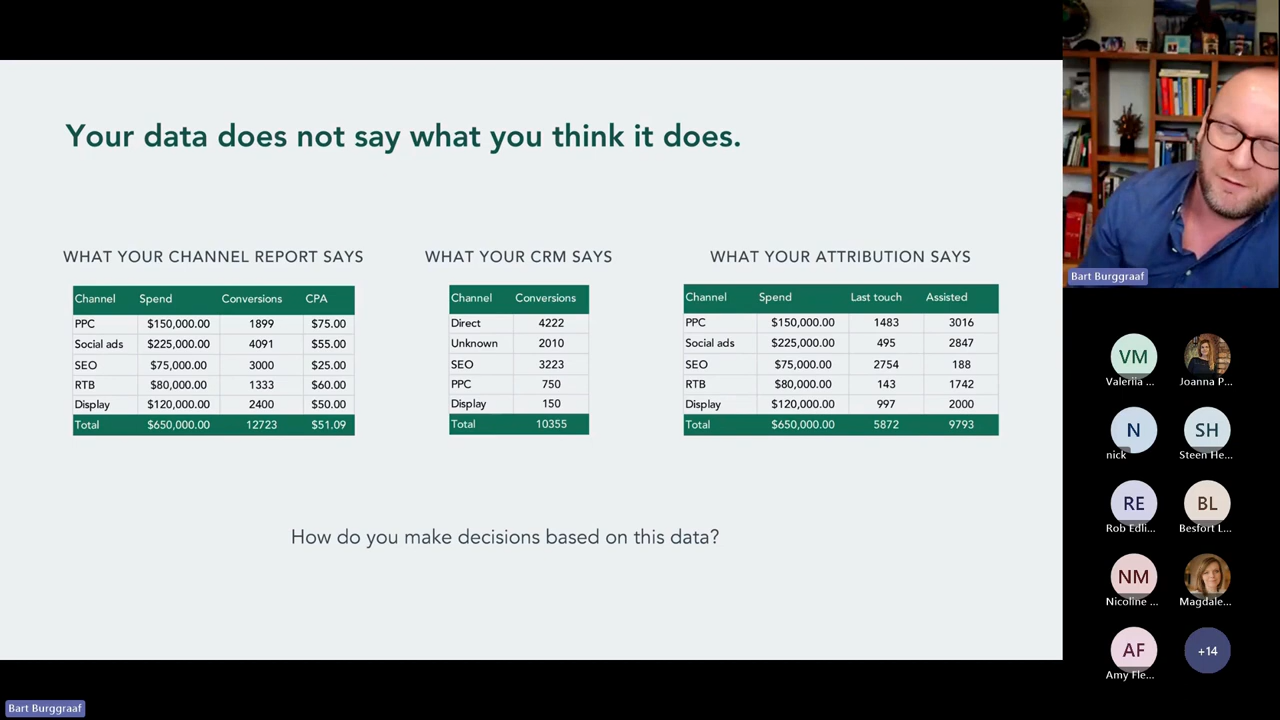 Your data does not say what you think it does.
WHAT YOUR CHANNEL REPORT SAYS
Channel Spend Conversions CPA
PPC $150,000.00 1899 $75.00
Social ads $225,000.00 4091 $55.00
SEO $75,000.00 3000 $25.00
RTB $80,000.00 1333 $60.00
Display $120,000.00 2400 $50.00
Total $650,000.00 12723 $51.09
WHAT YOUR CRM SAYS
Channel Conversions
Direct 4222
Unknown 2010
SEO 3223
PPC 750
Display 150
Total 10355
WHAT YOUR ATTRIBUTION SAYS
Channel Spend Last touch Assisted
PPC $150,000.00 1483 3016
Social ads $225,000.00 495 2847
SEO $75,000.00 2754 188
RTB $80,000.00 143 1742
Display $120,000.00 997 2000
Total $650,000.00 5872 9793
How do you make decisions based on this data?
Bart Burggraaf
VM
Valeriia ...
Joanna P...
N
nick
SH
Steen He...
RE
Rob Edli...
BL
Besfort L...
NM
Nicoline ...
Magdale...
AF
Amy Fle...
+14
Bart Burggraaf